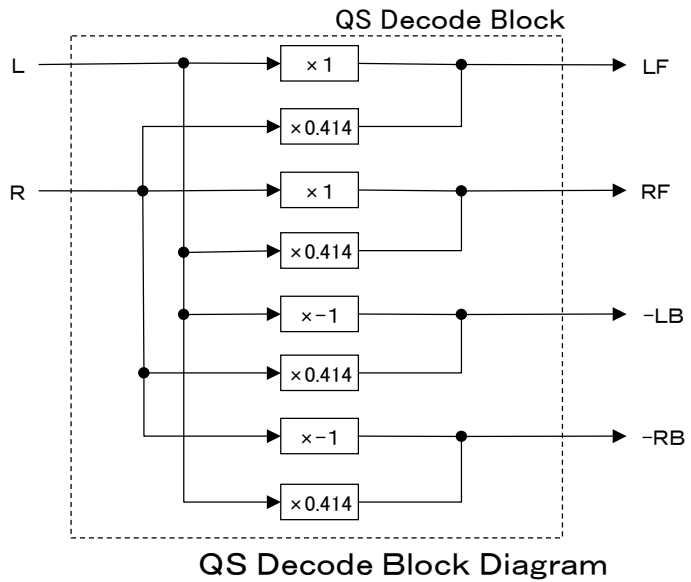 QS Decode Block
L
×1
LF
×0.414
R
×1
RF
×0.414
×-1
-LB
×0.414
×-1
-RB
×0.414
QS Decode Block Diagram